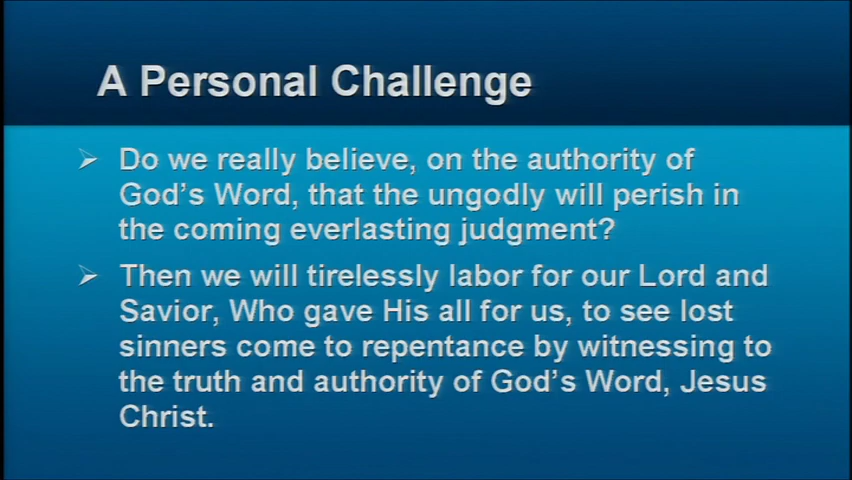 A Personal Challenge
➢ Do we really believe, on the authority of
God's Word, that the ungodly will perish in
the coming everlasting judgment?
➢ Then we will tirelessly labor for our Lord and
Savior, Who gave His all for us, to see lost
sinners come to repentance by witnessing to
the truth and authority of God's Word, Jesus
Christ.